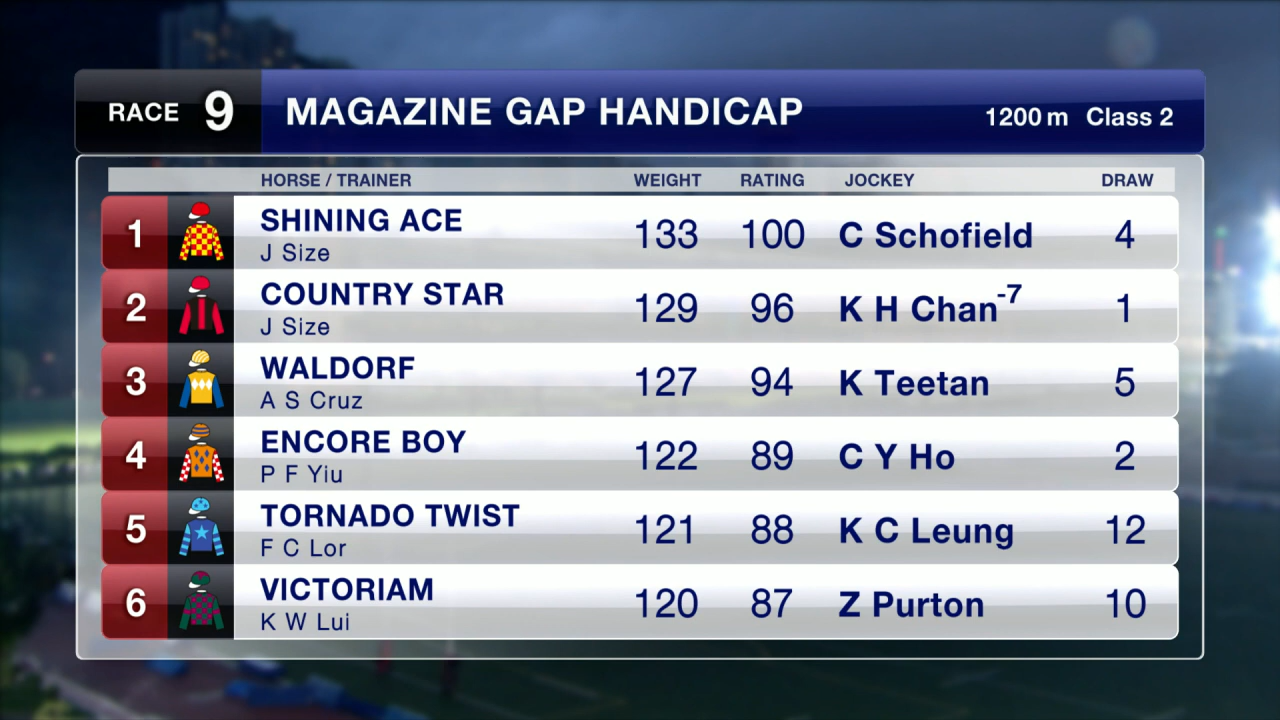 RACE 9 MAGAZINE GAP HANDICAP 1200 m Class 2
HORSE / TRAINER WEIGHT RATING JOCKEY DRAW
1 SHINING ACE 133 100 C Schofield 4
J Size
2 COUNTRY STAR 129 96 K H Chan-7 1
J Size
3 WALDORF 127 94 K Teetan 5
A S Cruz
4 ENCORE BOY 122 89 C Y Ho 2
P F Yiu
5 TORNADO TWIST 121 88 K C Leung 12
F C Lor
6 VICTORIAM 120 87 Z Purton 10
K W Lui